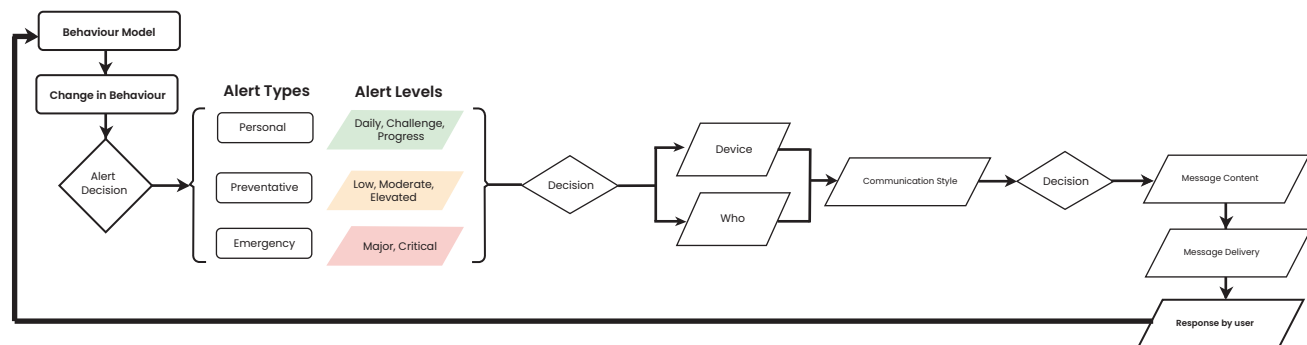 Behaviour Model
Change in Behaviour
Alert
Decision
Alert Types
Alert Levels
Personal
Daily, Challenge,
Progress
Preventative
Low, Moderate,
Elevated
Emergency
Major, Critical
Decision
Device
Who
Communication Style
Decision
Message Content
Message Delivery
Response by user